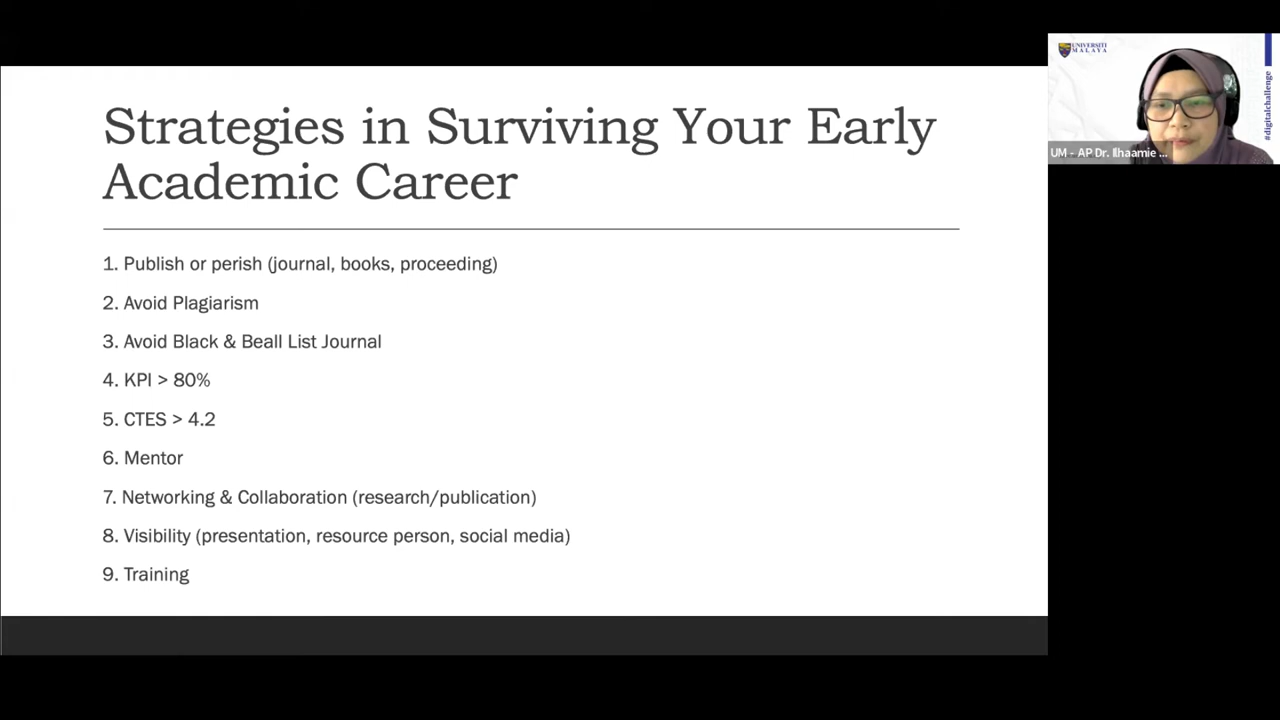 Strategies in Surviving Your Early
Academic Career
1. Publish or perish (journal, books, proceeding)
2. Avoid Plagiarism
3. Avoid Black & Beall List Journal
4. KPI > 80%
5. CTES > 4.2
6. Mentor
7. Networking & Collaboration (research/publication)
8. Visibility (presentation, resource person, social media)
9. Training
UNIVERSITI
MALAYA
#digitalchallenge
UM - AP Dr. Ilhaamie ...